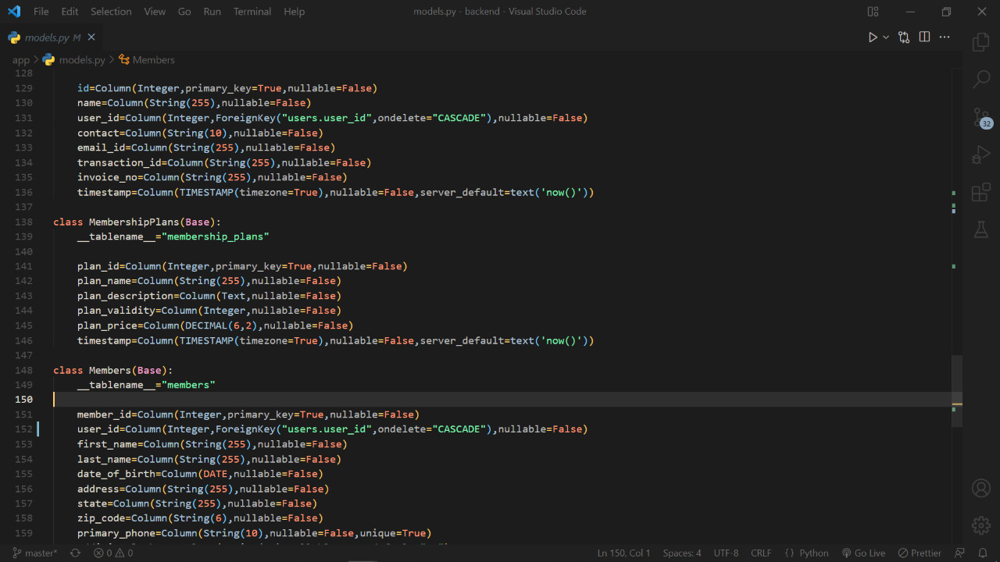 File Edit Selection View Go Run Terminal Help models.py - backend - Visual Studio Code
models.py M
app > models.py > Members
128
129 id=Column(Integer,primary_key=True,nullable=False)
130 name=Column(String(255),nullable=False)
131 user_id=Column(Integer,ForeignKey("users.user_id",ondelete="CASCADE"),nullable=False)
132 contact=Column(String(10),nullable=False)
133 email_id=Column(String(255),nullable=False)
134 transaction_id=Column(String(255),nullable=False)
135 invoice_no=Column(String(255),nullable=False)
136 timestamp=Column(TIMESTAMP(timezone=True),nullable=False,server_default=text('now()'))
137
138 class MembershipPlans(Base):
139 __tablename__="membership_plans"
140
141 plan_id=Column(Integer,primary_key=True,nullable=False)
142 plan_name=Column(String(255),nullable=False)
143 plan_description=Column(Text,nullable=False)
144 plan_validity=Column(Integer,nullable=False)
145 plan_price=Column(DECIMAL(6,2),nullable=False)
146 timestamp=Column(TIMESTAMP(timezone=True),nullable=False,server_default=text('now()'))
147
148 class Members(Base):
149 __tablename__="members"
150
151 member_id=Column(Integer,primary_key=True,nullable=False)
152 user_id=Column(Integer,ForeignKey("users.user_id",ondelete="CASCADE"),nullable=False)
153 first_name=Column(String(255),nullable=False)
154 last_name=Column(String(255),nullable=False)
155 date_of_birth=Column(DATE,nullable=False)
156 address=Column(String(255),nullable=False)
157 state=Column(String(255),nullable=False)
158 zip_code=Column(String(6),nullable=False)
159 primary_phone=Column(String(10),nullable=False,unique=True)
32
master* 0 0 Ln 150, Col 1 Spaces: 4 UTF-8 CRLF {} Python Go Live Prettier